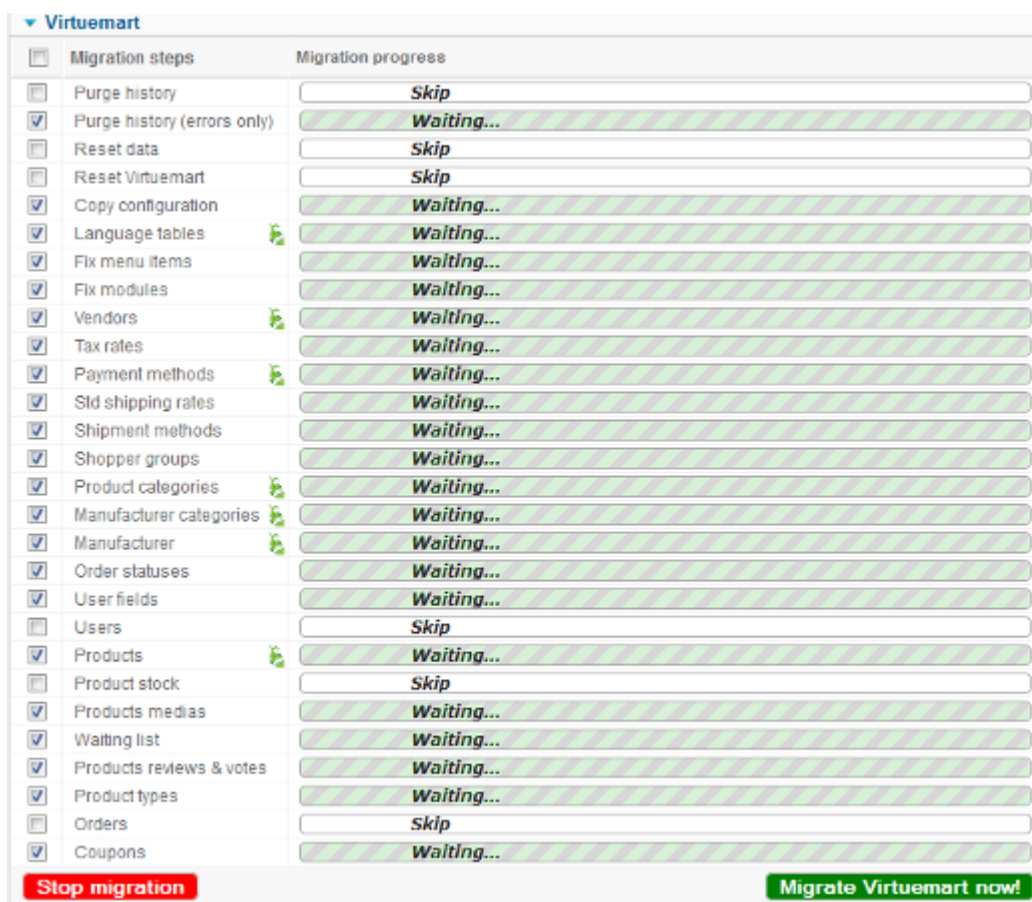 Virtuemart
Migration steps Migration progress
Purge history Skip
Purge history (errors only) Waiting...
Reset data Skip
Reset Virtuemart Skip
Copy configuration Waiting...
Language tables Waiting...
Fix menu items Waiting...
Fix modules Waiting...
Vendors Waiting...
Tax rates Waiting...
Payment methods Waiting...
Std shipping rates Waiting...
Shipment methods Waiting...
Shopper groups Waiting...
Product categories Waiting...
Manufacturer categories Waiting...
Manufacturer Waiting...
Order statuses Waiting...
User fields Waiting...
Users Skip
Products Waiting...
Product stock Skip
Products medias Waiting...
Waiting list Waiting...
Products reviews & votes Waiting...
Product types Waiting...
Orders Skip
Coupons Waiting...
Stop migration Migrate Virtuemart now!